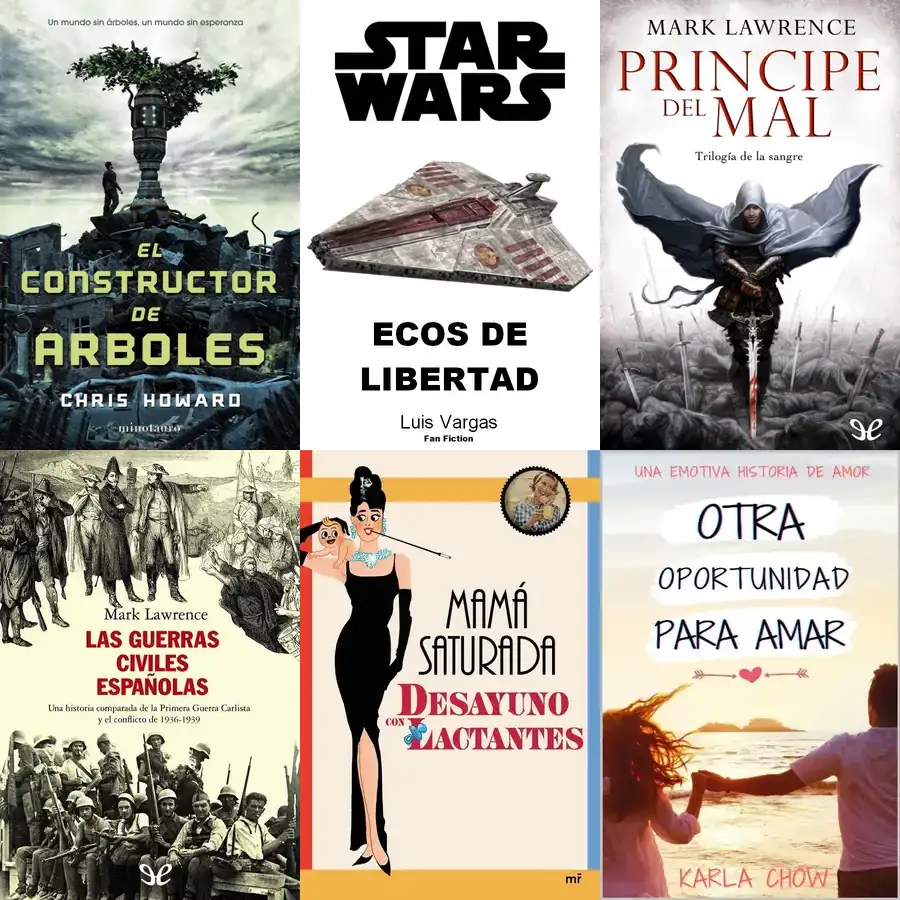 Un mundo sin árboles, un mundo sin esperanza
EL
CONSTRUCTOR
DE
ÁRBOLES
CHRIS HOWARD
minotauro
STAR
WARS
ECOS DE
LIBERTAD
Luis Vargas
Fan Fiction
MARK LAWRENCE
PRINCIPE
DEL MAL
Trilogía de la sangre
Mark Lawrence
LAS GUERRAS
CIVILES
ESPAÑOLAS
Una historia comparada de la Primera Guerra Carlista
y el conflicto de 1936-1939
MAMÁ
SATURADA
DESAYUNO
CON LACTANTES
mr
UNA EMOTIVA HISTORIA DE AMOR
OTRA
OPORTUNIDAD
PARA AMAR
KARLA CHOW